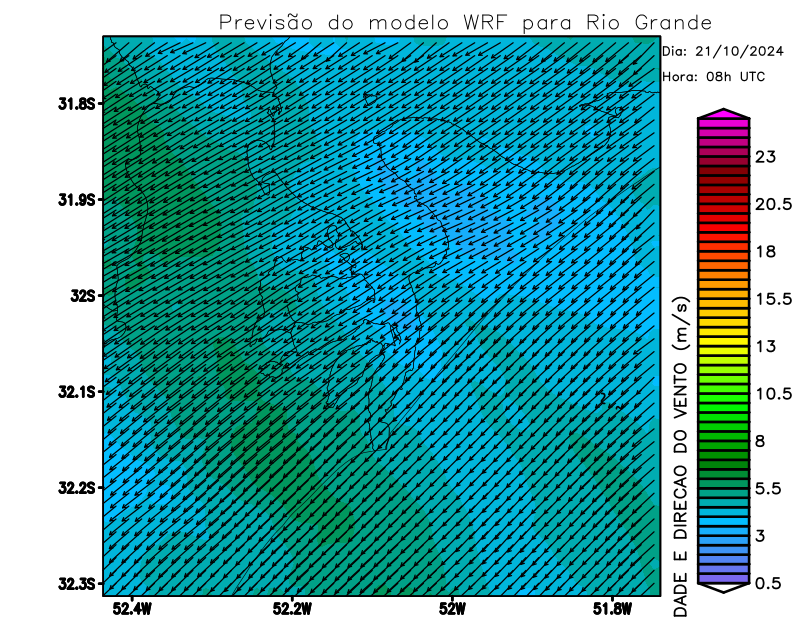 Previsão do modelo WRF para Rio Grande
Dia: 21/10/2024
Hora: 08h UTC
31.8S
31.9S
32S
32.1S
32.2S
32.3S
52.4W
52.2W
52W
51.8W
23
20.5
18
15.5
13
10.5
8
5.5
3
0.5
DADE E DIRECAO DO VENTO (m/s)
2